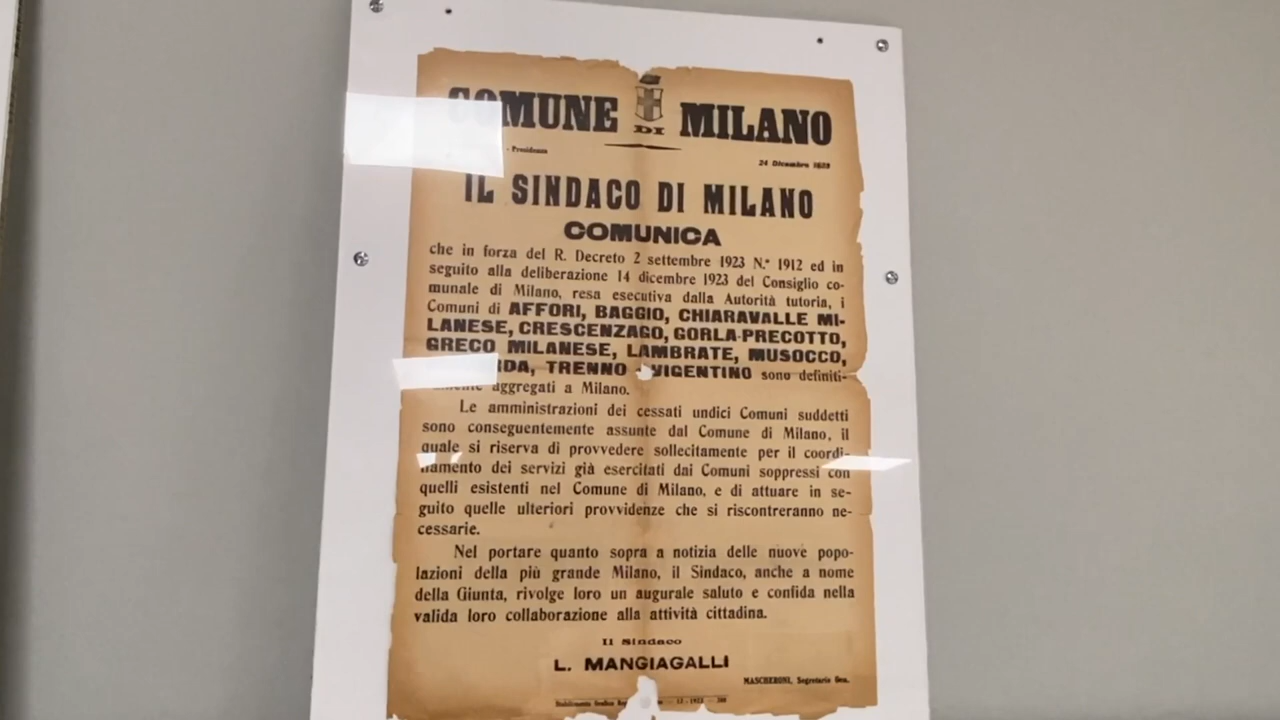 COMUNE DI MILANO
- Presidenza
24 Dicembre 1923
IL SINDACO DI MILANO
COMUNICA
che in forza del R. Decreto 2 settembre 1923 N.° 1912 ed in
seguito alla deliberazione 14 dicembre 1923 del Consiglio co-
munale di Milano, resa esecutiva dalla Autorità tutoria, i
Comuni di AFFORI, BAGGIO, CHIARAVALLE MI-
LANESE, CRESCENZAGO, GORLA-PRECOTTO,
GRECO MILANESE, LAMBRATE, MUSOCCO,
TRENNO VIGENTINO sono definiti-
aggregati a Milano.
Le amministrazioni dei cessati undici Comuni suddetti
sono conseguentemente assunte dal Comune di Milano, il
quale si riserva di provvedere sollecitamente per il coordi-
namento dei servizi già esercitati dai Comuni soppressi con
quelli esistenti nel Comune di Milano, e di attuare in se-
guito quelle ulteriori provvidenze che si riscontreranno ne-
cessarie.
Nel portare quanto sopra a notizia delle nuove popo-
lazioni della più grande Milano, il Sindaco, anche a nome
della Giunta, rivolge loro un augurale saluto e confida nella
valida loro collaborazione alla attività cittadina.
Il Sindaco
L. MANGIAGALLI
MASCHERONI, Segretario Gen.
Stabilimento Grafico - 12 - 1923 -